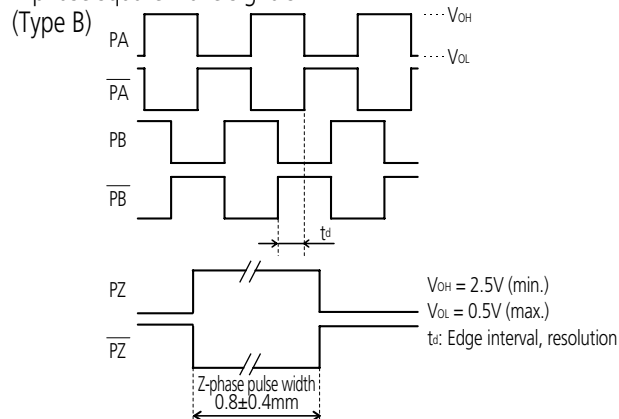 (Type B)
PA
VOH
VOL
PA
PB
PB
td
PZ
PZ
VOH = 2.5V (min.)
VOL = 0.5V (max.)
td: Edge interval, resolution
Z-phase pulse width
0.8±0.4mm